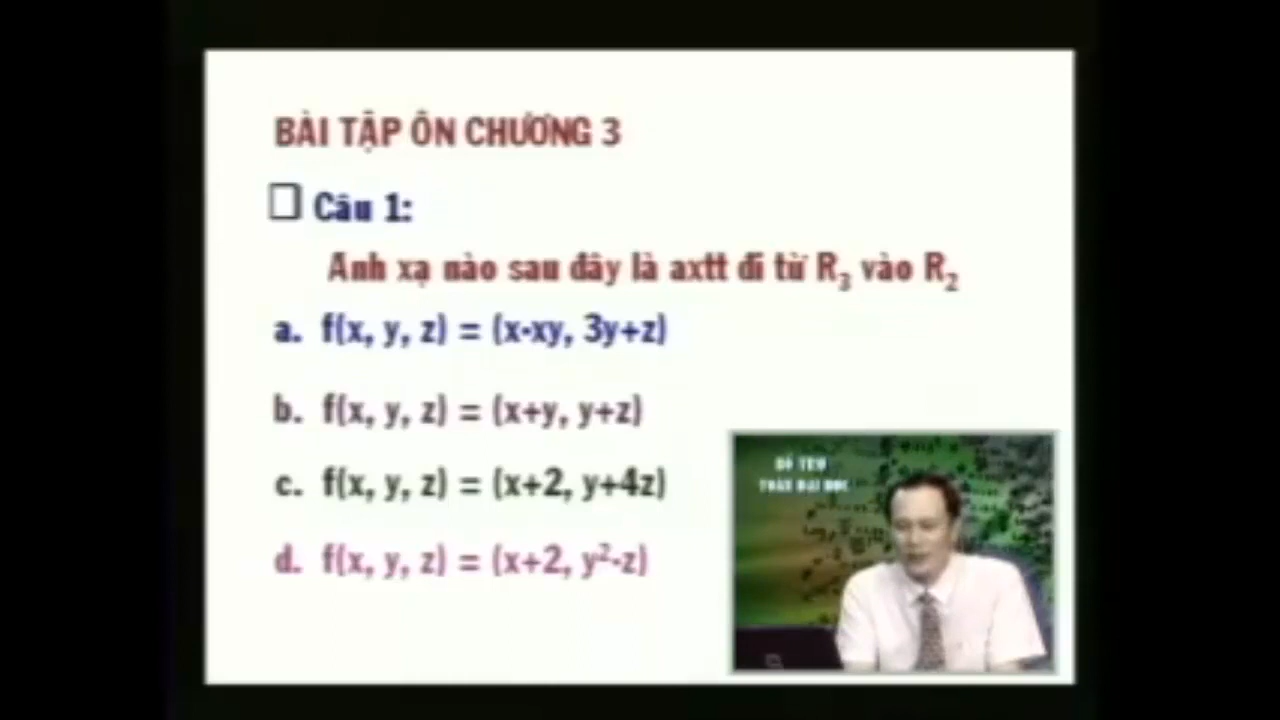 BÀI TẬP ÔN CHƯƠNG 3
Câu 1:
Ánh xạ nào sau đây là axtt đi từ R₃ vào R₂
a. f(x, y, z) = (x-xy, 3y+z)
b. f(x, y, z) = (x+y, y+z)
c. f(x, y, z) = (x+2, y+4z)
d. f(x, y, z) = (x+2, y²-z)